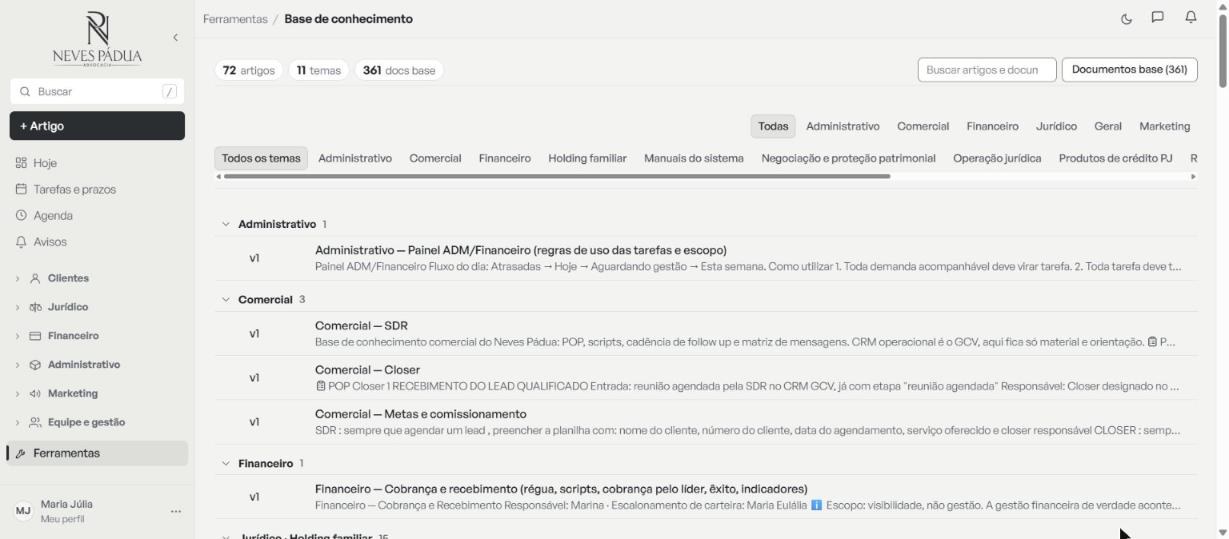 NEVES PÁDUA
ADVOCACIA
Buscar /
+ Artigo
Hoje
Tarefas e prazos
Agenda
Avisos
Clientes
Jurídico
Financeiro
Administrativo
Marketing
Equipe e gestão
Ferramentas
MJ
Maria Júlia
Meu perfil
Ferramentas / Base de conhecimento
72 artigos 11 temas 361 docs base
Buscar artigos e docun
Documentos base (361)
Todas Administrativo Comercial Financeiro Jurídico Geral Marketing
Todos os temas Administrativo Comercial Financeiro Holding familiar Manuais do sistema Negociação e proteção patrimonial Operação jurídica Produtos de crédito PJ R
Administrativo 1
v1
Administrativo — Painel ADM/Financeiro (regras de uso das tarefas e escopo)
Painel ADM/Financeiro Fluxo do dia: Atrasadas → Hoje → Aguardando gestão → Esta semana. Como utilizar 1. Toda demanda acompanhável deve virar tarefa. 2. Toda tarefa deve t...
Comercial 3
v1
Comercial — SDR
Base de conhecimento comercial do Neves Pádua: POP, scripts, cadência de follow up e matriz de mensagens. CRM operacional é o GCV, aqui fica só material e orientação. 📋 P...
v1
Comercial — Closer
📋 POP Closer 1 RECEBIMENTO DO LEAD QUALIFICADO Entrada: reunião agendada pela SDR no CRM GCV, já com etapa "reunião agendada" Responsável: Closer designado no ...
v1
Comercial — Metas e comissionamento
SDR : sempre que agendar um lead , preencher a planilha com: nome do cliente, número do cliente, data do agendamento, serviço oferecido e closer responsável CLOSER : semp...
Financeiro 1
v1
Financeiro — Cobrança e recebimento (régua, scripts, cobrança pelo líder, êxito, indicadores)
Financeiro — Cobrança e Recebimento Responsável: Marina · Escalonamento de carteira: Maria Eulália ℹ️ Escopo: visibilidade, não gestão. A gestão financeira de verdade aconte...
Jurídico · Holding familiar 16